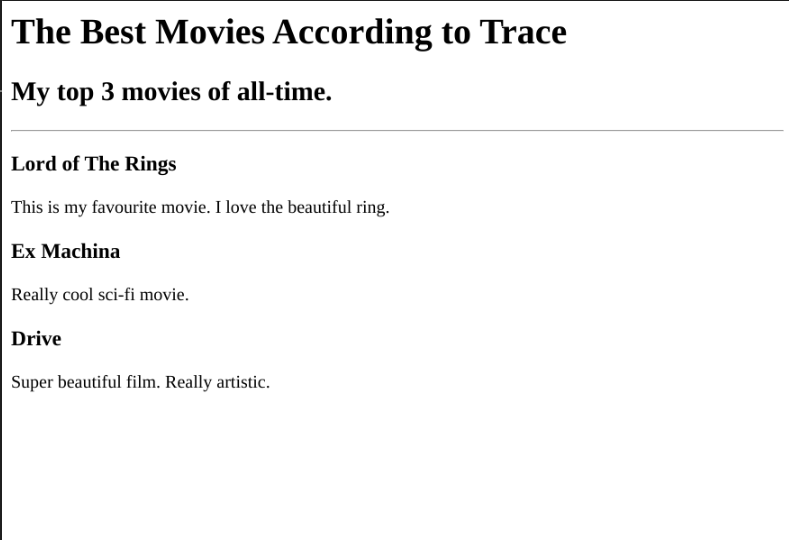 The Best Movies According to Trace
My top 3 movies of all-time.
Lord of The Rings
This is my favourite movie. I love the beautiful ring.
Ex Machina
Really cool sci-fi movie.
Drive
Super beautiful film. Really artistic.